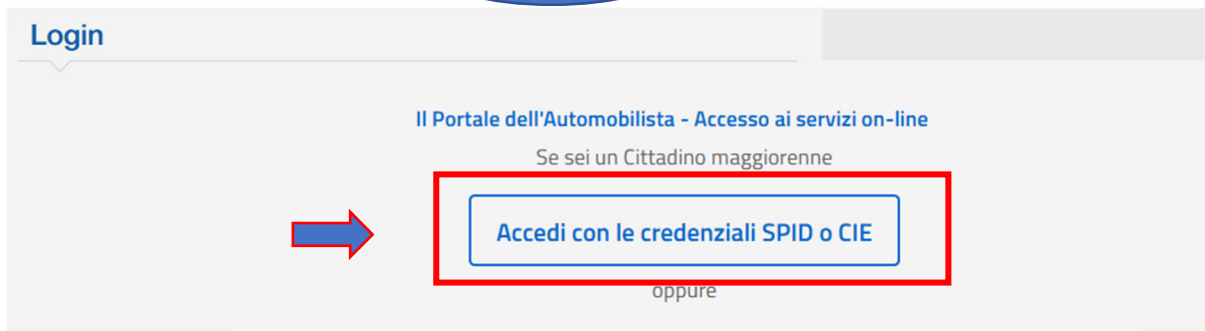 Login
Il Portale dell'Automobilista - Accesso ai servizi on-line
Se sei un Cittadino maggiorenne
Accedi con le credenziali SPID o CIE
oppure